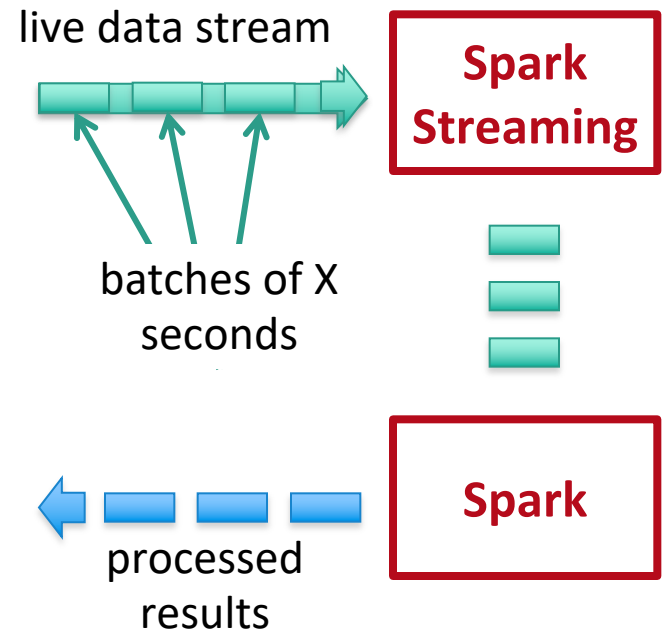 live data stream
Spark
Streaming
batches of X
seconds
Spark
processed
results